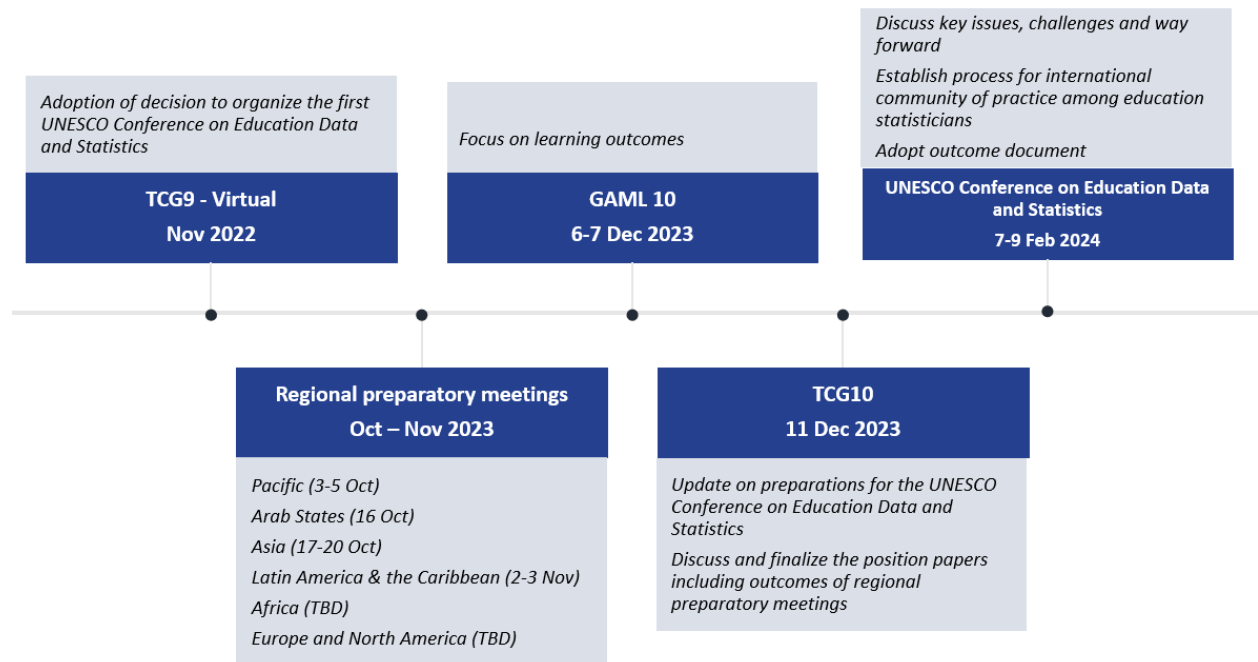 Adoption of decision to organize the first
UNESCO Conference on Education Data
and Statistics
TCG9 - Virtual
Nov 2022
Regional preparatory meetings
Oct – Nov 2023
Pacific (3-5 Oct)
Arab States (16 Oct)
Asia (17-20 Oct)
Latin America & the Caribbean (2-3 Nov)
Africa (TBD)
Europe and North America (TBD)
Focus on learning outcomes
GAML 10
6-7 Dec 2023
TCG10
11 Dec 2023
Update on preparations for the UNESCO
Conference on Education Data and
Statistics
Discuss and finalize the position papers
including outcomes of regional
preparatory meetings
Discuss key issues, challenges and way
forward
Establish process for international
community of practice among education
statisticians
Adopt outcome document
UNESCO Conference on Education Data
and Statistics
7-9 Feb 2024